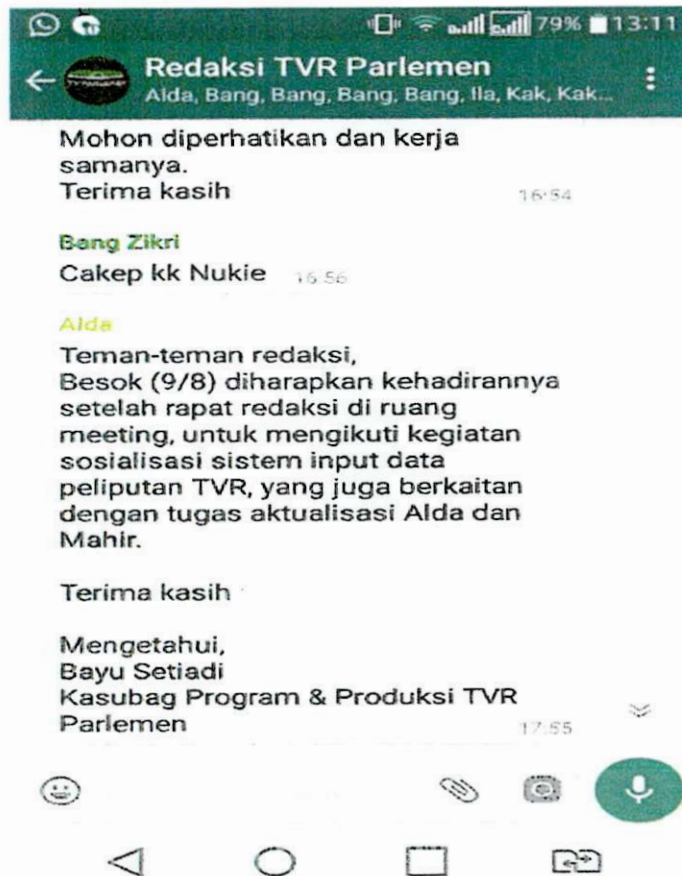 79% 13:11
Redaksi TVR Parlemen
Alda, Bang, Bang, Bang, Bang, Ila, Kak, Kak...
Mohon diperhatikan dan kerja
samanya.
Terima kasih 16:54
Bang Zikri
Cakep kk Nukie 16:56
Alda
Teman-teman redaksi,
Besok (9/8) diharapkan kehadirannya
setelah rapat redaksi di ruang
meeting, untuk mengikuti kegiatan
sosialisasi sistem input data
peliputan TVR, yang juga berkaitan
dengan tugas aktualisasi Alda dan
Mahir.
Terima kasih
Mengetahui,
Bayu Setiadi
Kasubag Program & Produksi TVR
Parlemen 17:55